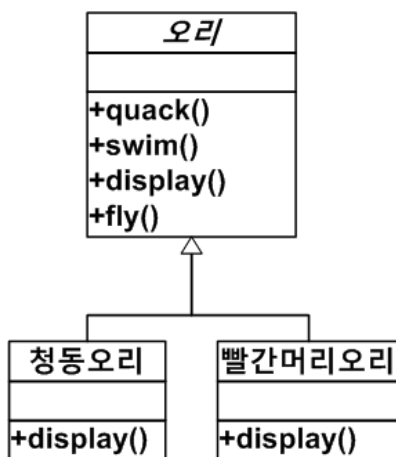 오리
+quack()
+swim()
+display()
+fly()
청동오리
+display()
빨간머리오리
+display()